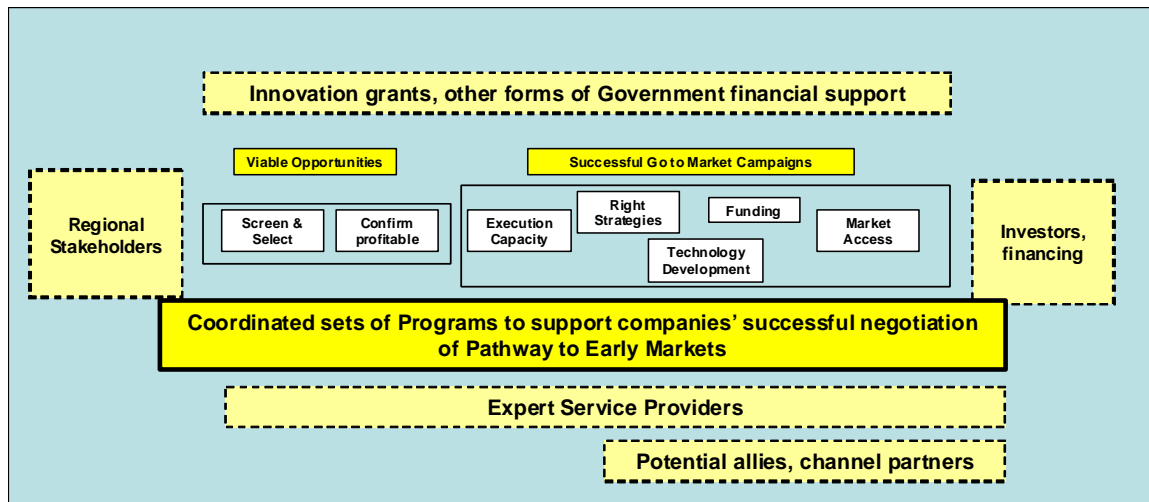 Innovation grants, other forms of Government financial support
Viable Opportunities
Successful Go to Market Campaigns
Regional
Stakeholders
Screen &
Select
Confirm
profitable
Execution
Capacity
Right
Strategies
Funding
Technology
Development
Market
Access
Investors,
financing
Coordinated sets of Programs to support companies’ successful negotiation
of Pathway to Early Markets
Expert Service Providers
Potential allies, channel partners